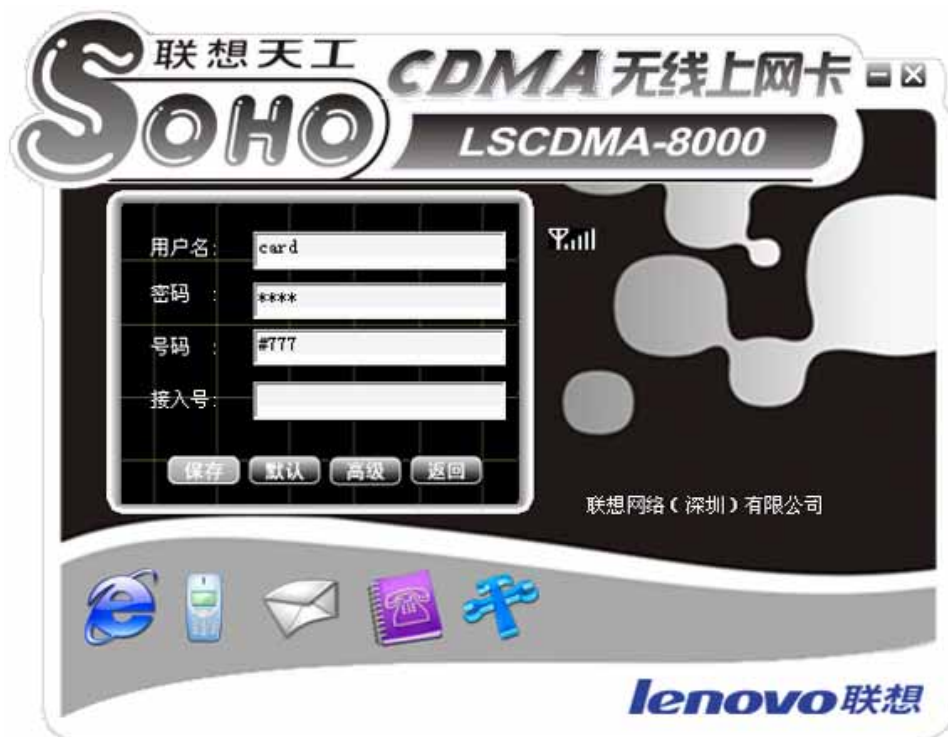 联想天工
SOHO
CDMA无线上网卡
LSCDMA-8000
用户名:
card
密码 :
****
号码 :
#777
接入号:
保存 默认 高级 返回
联想网络(深圳)有限公司
lenovo联想